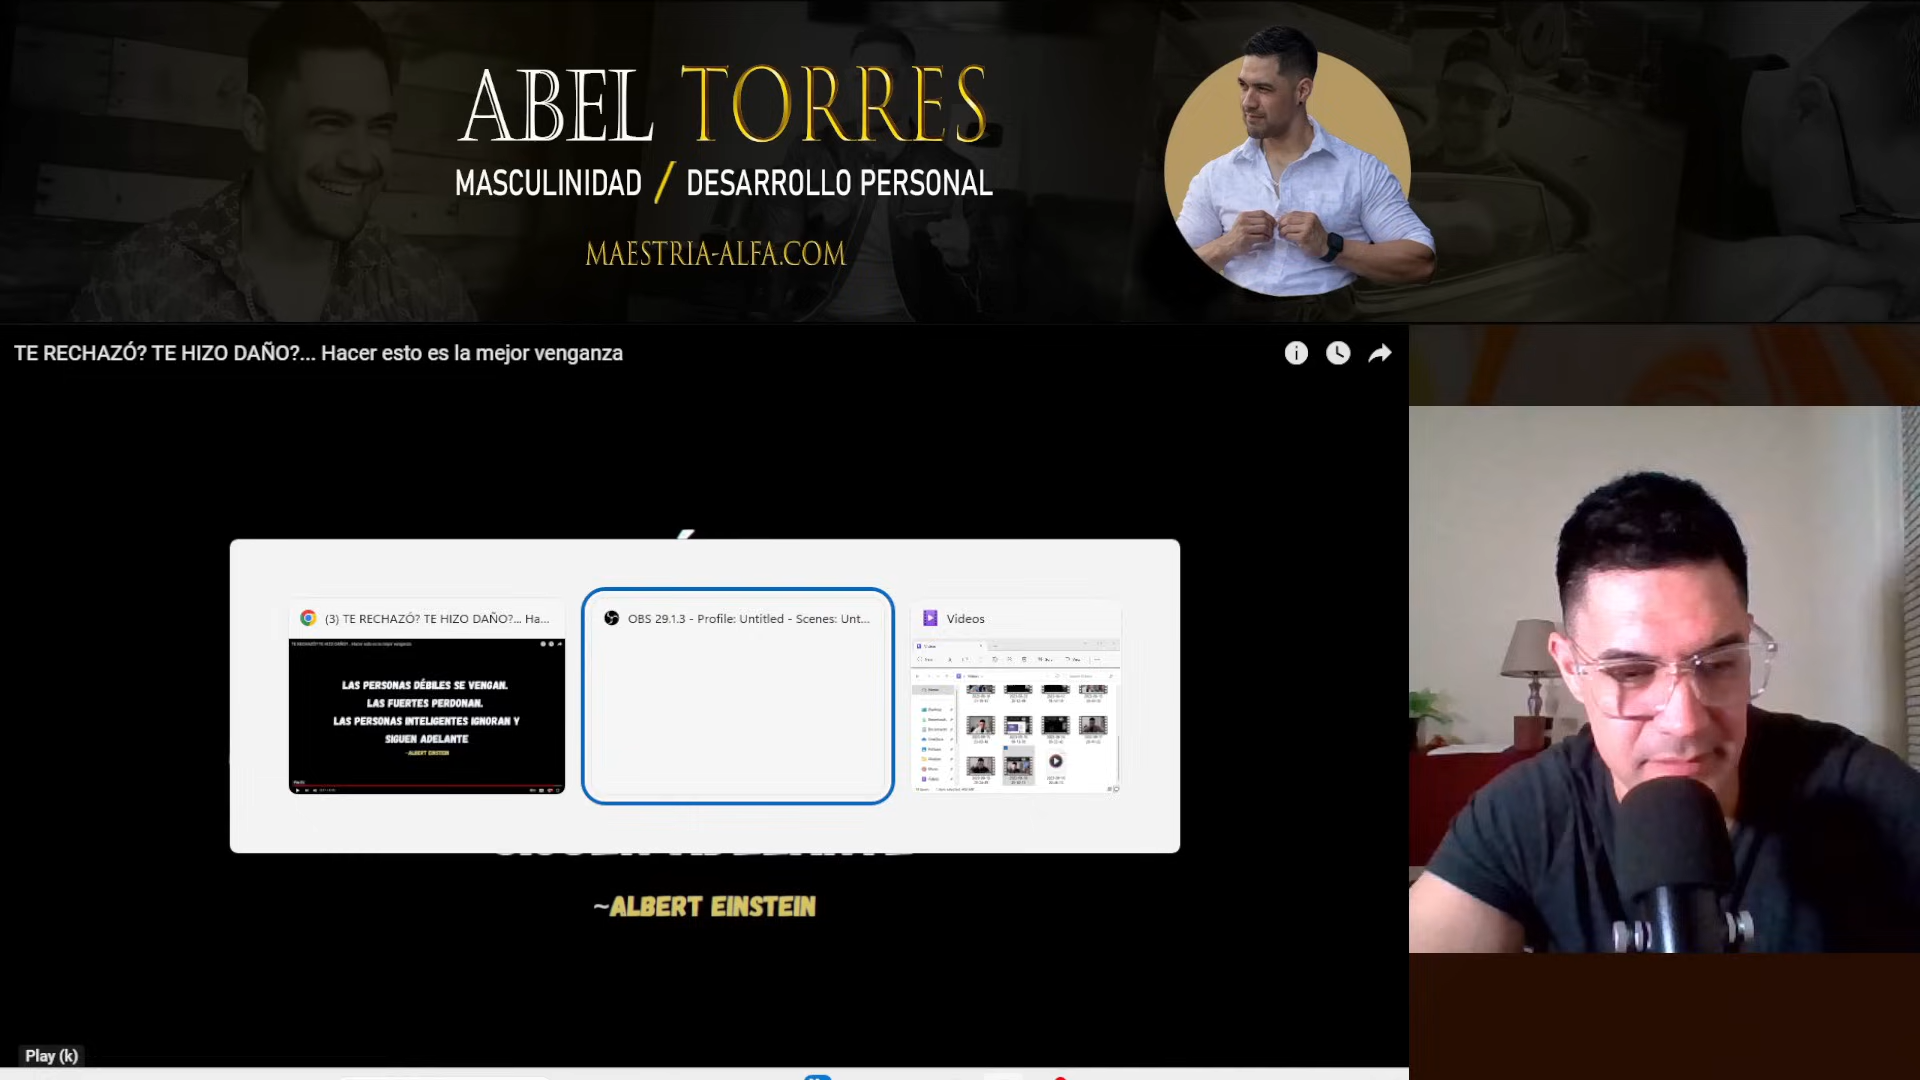 ABEL TORRES
MASCULINIDAD / DESARROLLO PERSONAL
MAESTRIA-ALFA.COM
TE RECHAZÓ? TE HIZO DAÑO?... Hacer esto es la mejor venganza
(3) TE RECHAZÓ? TE HIZO DAÑO?... Ha...
OBS 29.1.3 - Profile: Untitled - Scenes: Unt...
Videos
LAS PERSONAS DÉBILES SE VENGAN.
LAS FUERTES PERDONAN.
LAS PERSONAS INTELIGENTES IGNORAN Y
SIGUEN ADELANTE
~ALBERT EINSTEIN
~ALBERT EINSTEIN
Play (k)